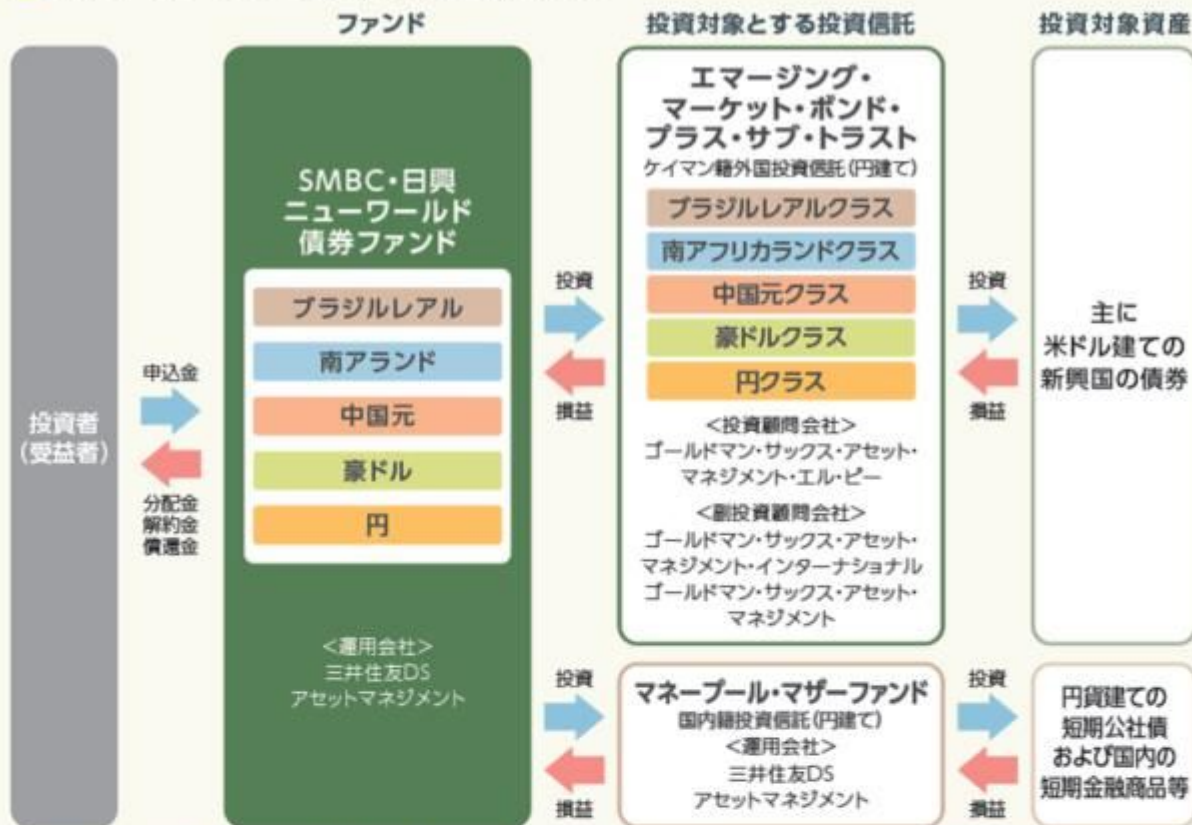 ファンド
投資対象とする投資信託
投資対象資産
投資者
(受益者)
申込金
分配金
解約金
償還金
SMBC・日興
ニューワールド
債券ファンド
ブラジルレアル
南アランド
中国元
豪ドル
円
<運用会社>
三井住友DS
アセットマネジメント
投資
損益
エマージング・
マーケット・ボンド・
プラス・サブ・トラスト
ケイマン籍外国投資信託(円建て)
ブラジルレアルクラス
南アフリカランドクラス
中国元クラス
豪ドルクラス
円クラス
<投資顧問会社>
ゴールドマン・サックス・アセット・
マネジメント・エル・ピー
<副投資顧問会社>
ゴールドマン・サックス・アセット・
マネジメント・インターナショナル
ゴールドマン・サックス・アセット・
マネジメント
投資
損益
主に
米ドル建ての
新興国の債券
投資
損益
マネープール・マザーファンド
国内籍投資信託(円建て)
<運用会社>
三井住友DS
アセットマネジメント
投資
損益
円貨建ての
短期公社債
および国内の
短期金融商品等